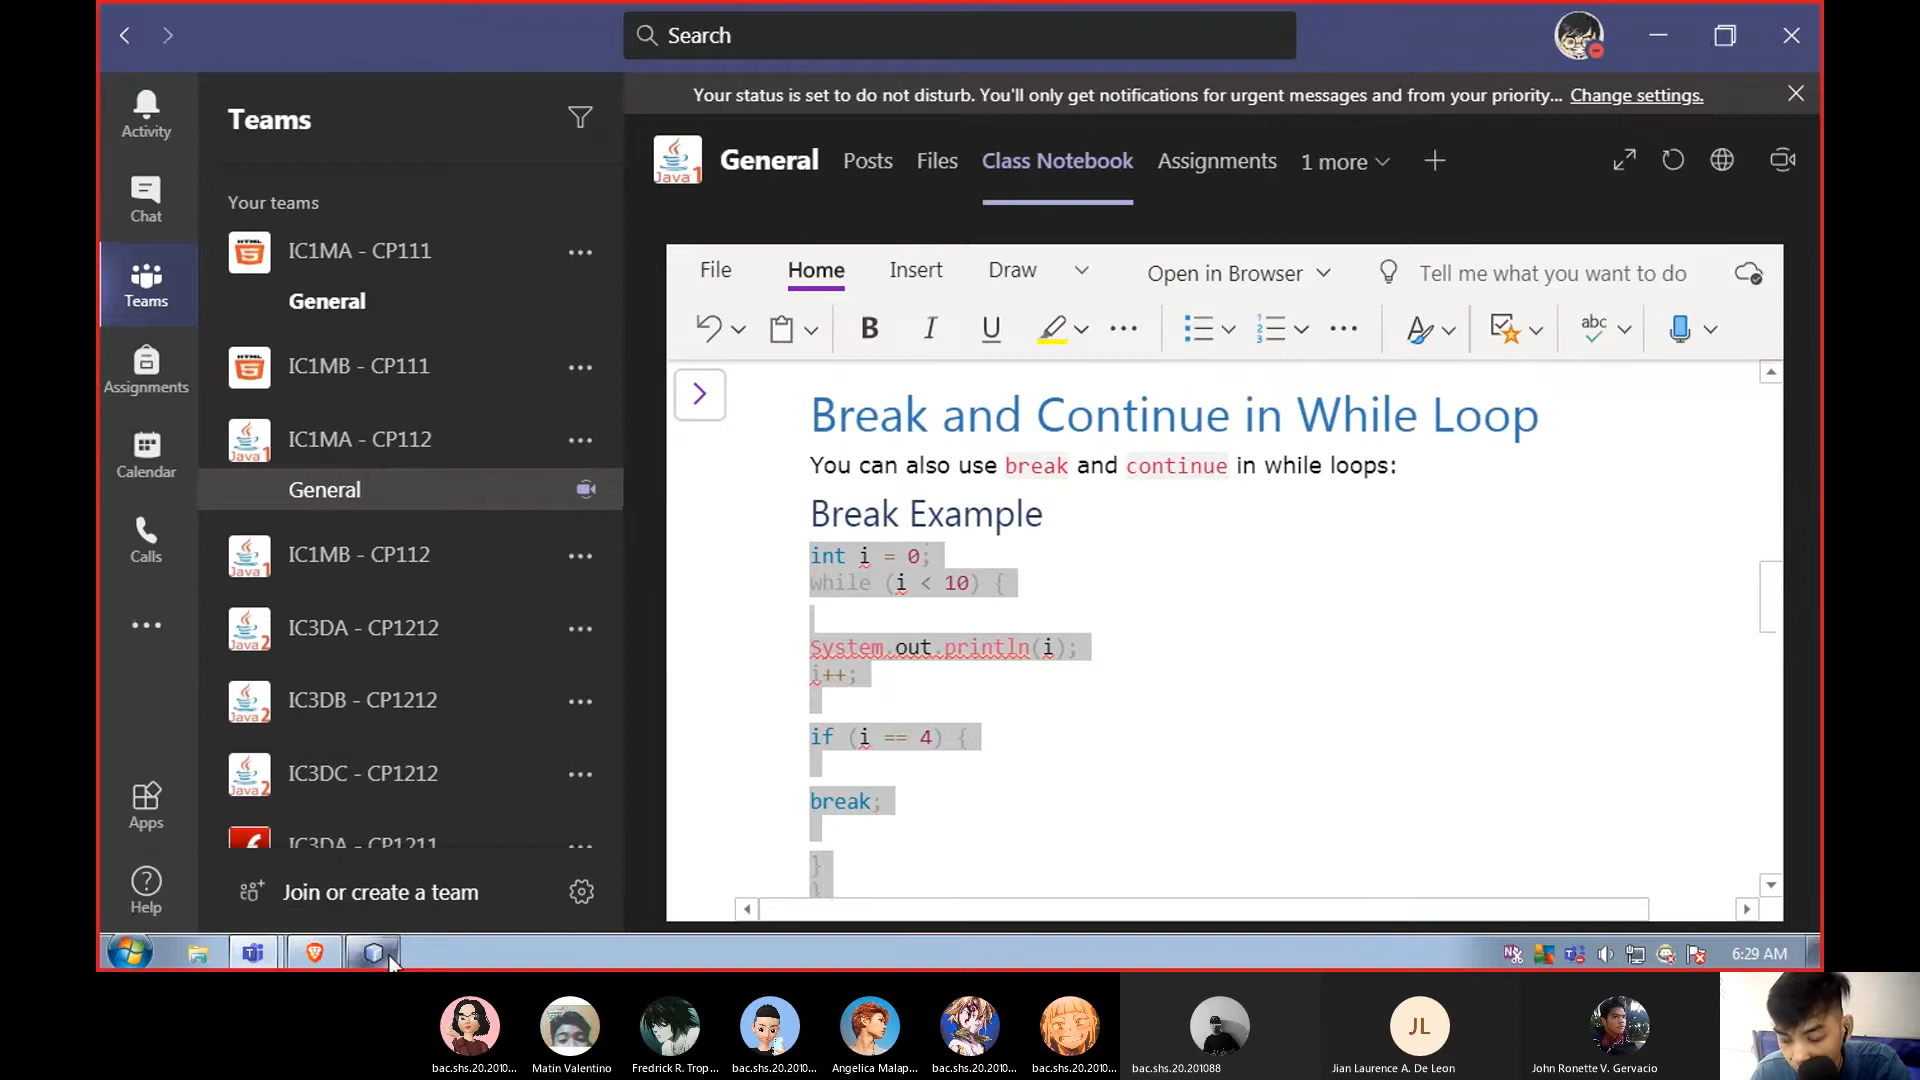 Search
Your status is set to do not disturb. You'll only get notifications for urgent messages and from your priority... Change settings.
Activity
Chat
Teams
Assignments
Calendar
Calls
Apps
Help
Teams
Your teams
IC1MA - CP111
General
IC1MB - CP111
IC1MA - CP112
General
IC1MB - CP112
IC3DA - CP1212
IC3DB - CP1212
IC3DC - CP1212
IC3DA - CP1211
Join or create a team
Java 1
General Posts Files Class Notebook Assignments 1 more
File Home Insert Draw Open in Browser Tell me what you want to do
B I U abc
Break and Continue in While Loop
You can also use break and continue in while loops:
Break Example
int i = 0;
while (i < 10) {
System.out.println(i);
i++;
if (i == 4) {
break;
}
}
6:29 AM
bac.shs.20.2010... Matin Valentino Fredrick R. Trop... bac.shs.20.2010... Angelica Malap... bac.shs.20.2010... bac.shs.20.2010... bac.shs.20.201088 JL Jian Laurence A. De Leon John Ronette V. Gervacio